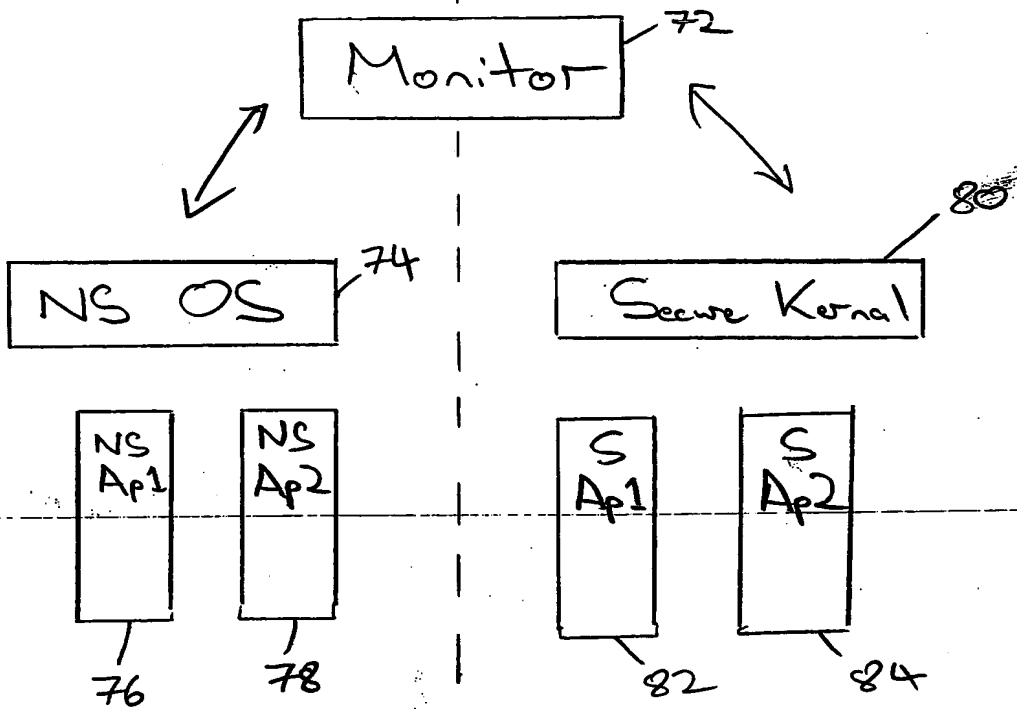 72
Monitor
80
74
NS OS
Secure Kernal
NS
Ap1
NS
Ap2
S
Ap1
S
Ap2
76
78
82
84